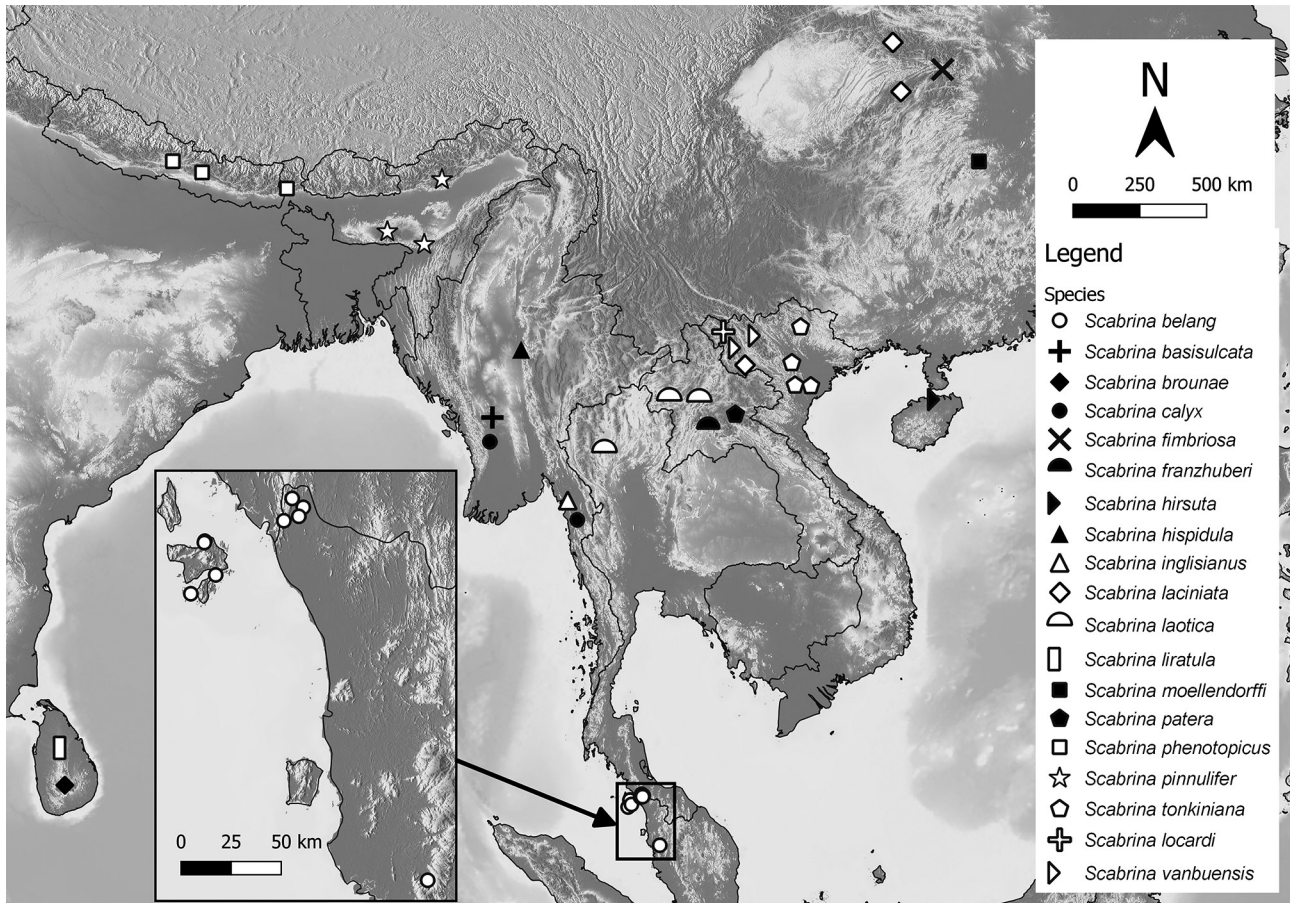 N
0 250 500 km
Legend
Species
Scabrina belang
Scabrina basisulcata
Scabrina brounae
Scabrina calyx
Scabrina fimbriosa
Scabrina franzhuberi
Scabrina hirsuta
Scabrina hispidula
Scabrina inglisianus
Scabrina laciniata
Scabrina laotica
Scabrina liratula
Scabrina moellendorffi
Scabrina patera
Scabrina phenotopicus
Scabrina pinnulifer
Scabrina tonkiniana
Scabrina locardi
Scabrina vanbuensis
0 25 50 km